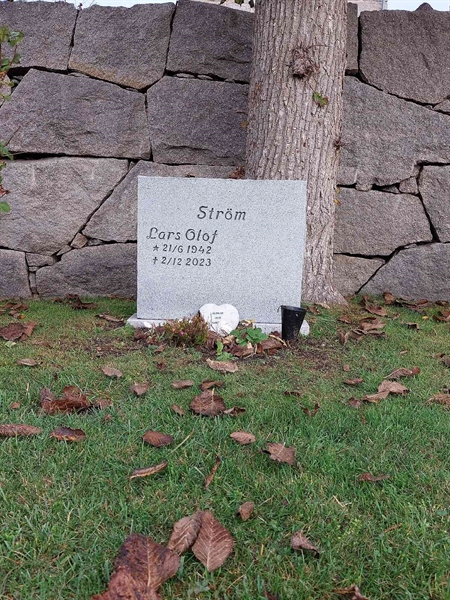 Ström
Lars Olof
* 21/6 1942
† 2/12 2023